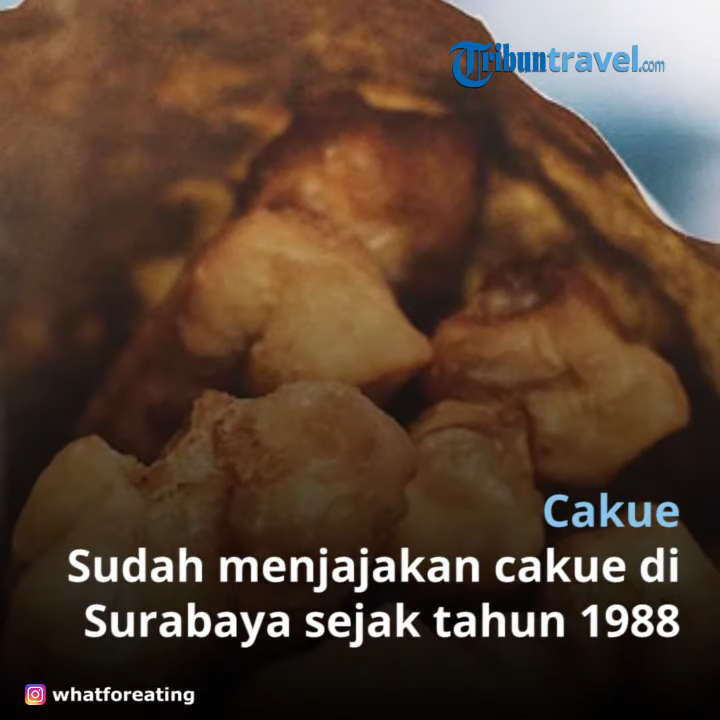 Tribuntravel.com
Cakue
Sudah menjajakan cakue di
Surabaya sejak tahun 1988
whatforeating